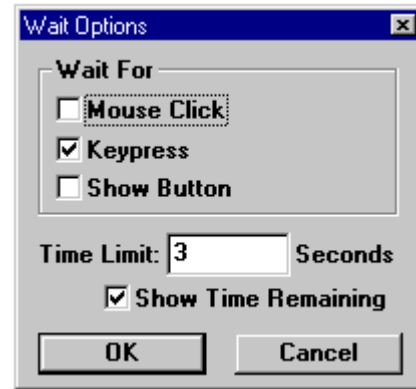 Wait Options
Wait For
Mouse Click
Keypress
Show Button
Time Limit: 3 Seconds
Show Time Remaining
OK Cancel